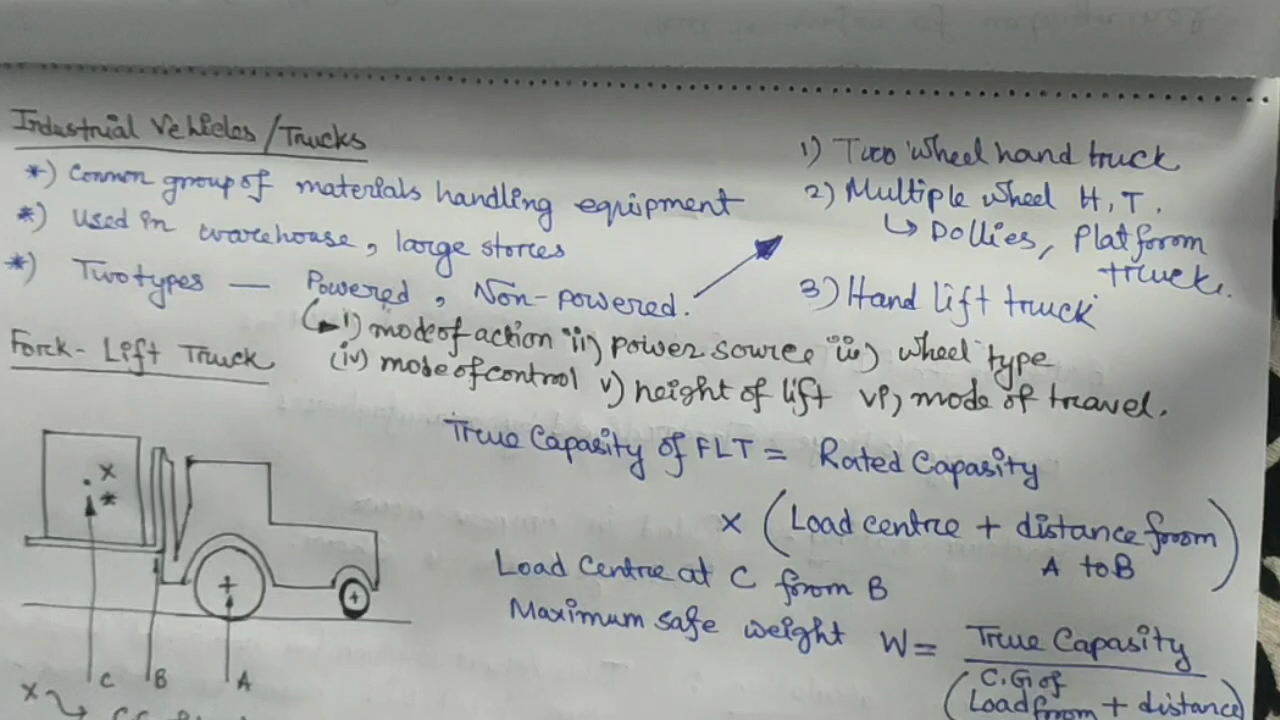 Industrial Vehicles/Trucks
*) Common group of materials handling equipment
*) Used in warehouse, large stores
*) Two types — Powered, Non-powered.
1) Two wheel hand truck
2) Multiple wheel H.T.
↳ Dollies, Platform
truck.
3) Hand lift truck
(i) mode of action ii) power source iii) wheel type
(iv) mode of control v) height of lift vi) mode of travel.
Fork-Lift Truck
True Capasity of FLT = Rated Capasity
× (Load centre + distance from
A to B)
Load Centre at C from B
Maximum safe weight W = True Capasity
(C.G of
Load from + distance)
x
*
+
+
C B A
x